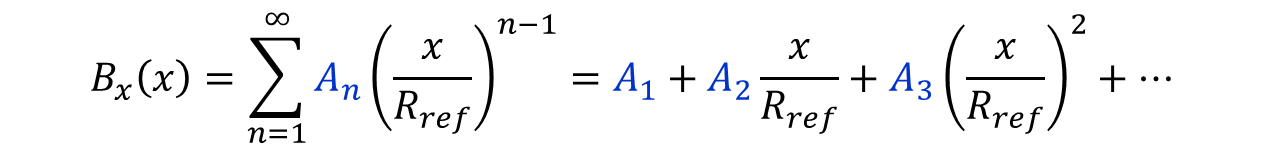 $$B_x(x) = \sum_{n=1}^{\infty} A_n \left(\frac{x}{R_{ref}}\right)^{n-1} = A_1 + A_2 \frac{x}{R_{ref}} + A_3 \left(\frac{x}{R_{ref}}\right)^2 + \cdots$$